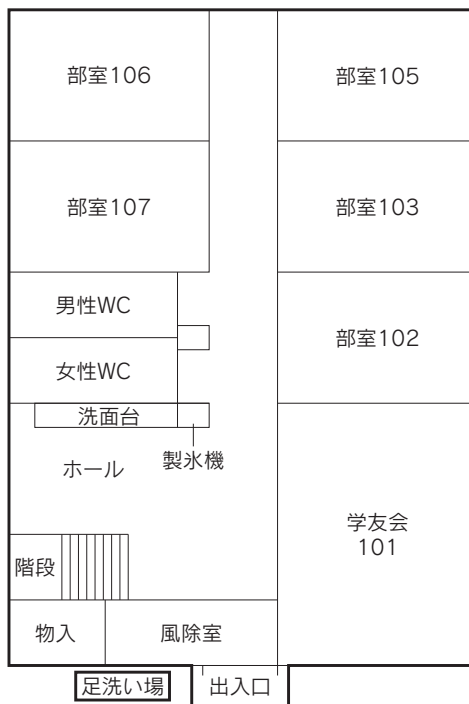 部室106
部室105
部室107
部室103
男性WC
部室102
女性WC
洗面台
製氷機
ホール
学友会
101
階段
物入
風除室
足洗い場
出入口